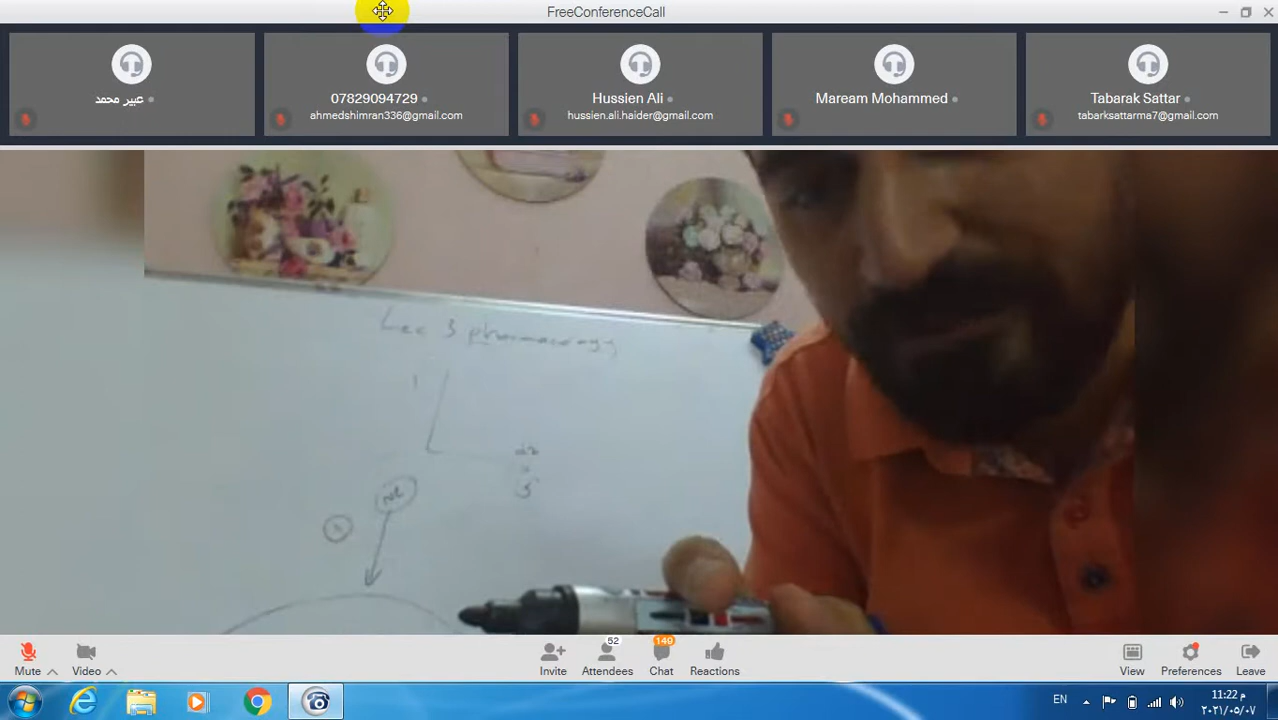 FreeConferenceCall
عبير محمد
07829094729
ahmedshimran336@gmail.com
Hussien Ali
hussien.ali.haider@gmail.com
Maream Mohammed
Tabarak Sattar
tabarksattarma7@gmail.com
Lec 3 pharmacology
Mute
Video
52
149
Invite
Attendees
Chat
Reactions
View
Preferences
Leave
EN
م 11:22
٢٠٢١/٠٥/٠٧